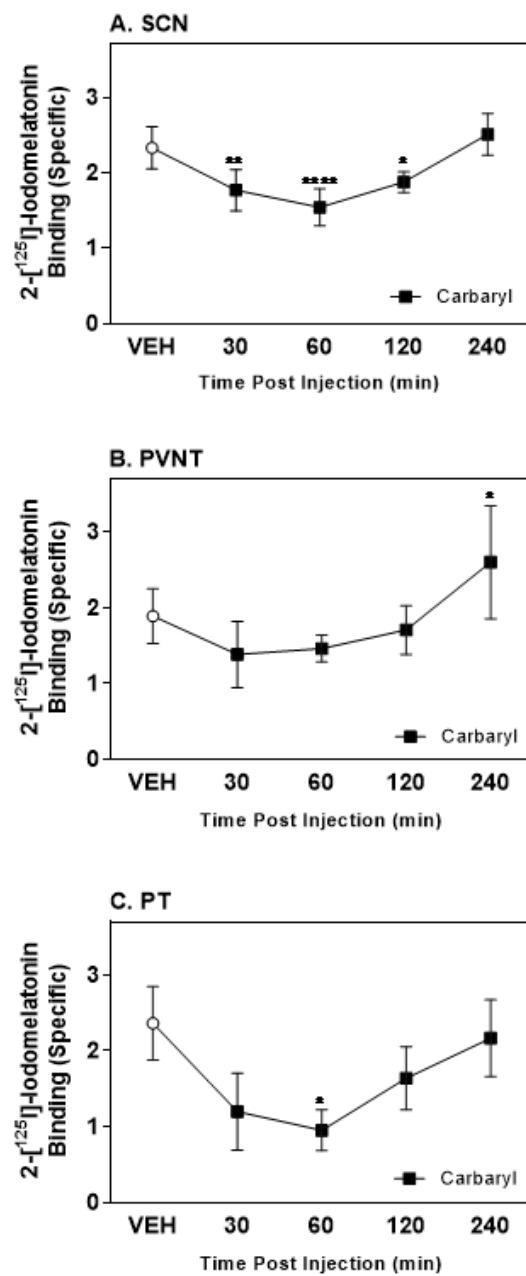 A. SCN
2-[¹²⁵I]-Iodomelatonin
Binding (Specific)
3
2
1
0
** **** *
Carbaryl
VEH 30 60 120 240
Time Post Injection (min)
B. PVNT
2-[¹²⁵I]-Iodomelatonin
Binding (Specific)
3
2
1
0
*
Carbaryl
VEH 30 60 120 240
Time Post Injection (min)
C. PT
2-[¹²⁵I]-Iodomelatonin
Binding (Specific)
3
2
1
0
*
Carbaryl
VEH 30 60 120 240
Time Post Injection (min)